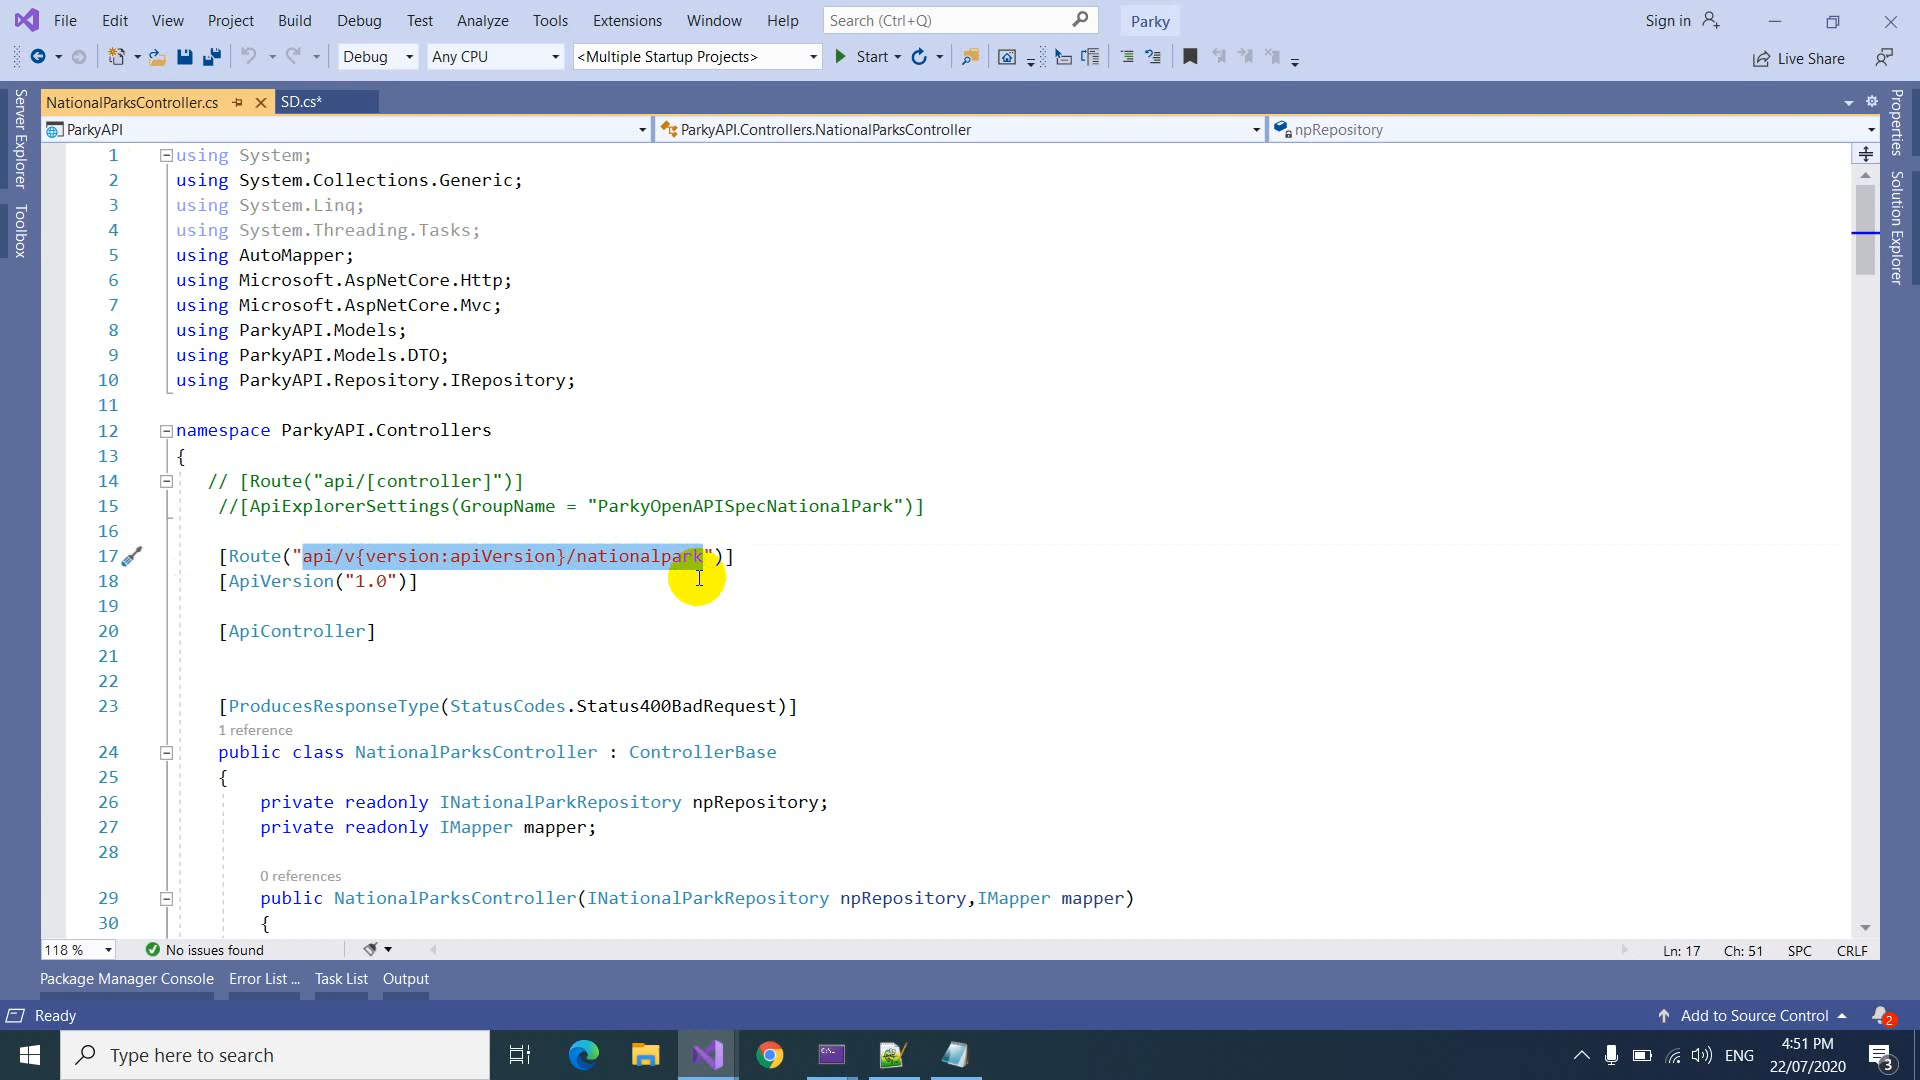 File Edit View Project Build Debug Test Analyze Tools Extensions Window Help Search (Ctrl+Q) Parky Sign in
Debug Any CPU <Multiple Startup Projects> Start Live Share
NationalParksController.cs SD.cs*
ParkyAPI ParkyAPI.Controllers.NationalParksController npRepository
Server Explorer
Toolbox
Properties
Solution Explorer
1 using System;
2 using System.Collections.Generic;
3 using System.Linq;
4 using System.Threading.Tasks;
5 using AutoMapper;
6 using Microsoft.AspNetCore.Http;
7 using Microsoft.AspNetCore.Mvc;
8 using ParkyAPI.Models;
9 using ParkyAPI.Models.DTO;
10 using ParkyAPI.Repository.IRepository;
11
12 namespace ParkyAPI.Controllers
13 {
14 // [Route("api/[controller]")]
15 //[ApiExplorerSettings(GroupName = "ParkyOpenAPISpecNationalPark")]
16
17 [Route("api/v{version:apiVersion}/nationalpark")]
18 [ApiVersion("1.0")]
19
20 [ApiController]
21
22
23 [ProducesResponseType(StatusCodes.Status400BadRequest)]
1 reference
24 public class NationalParksController : ControllerBase
25 {
26 private readonly INationalParkRepository npRepository;
27 private readonly IMapper mapper;
28
0 references
29 public NationalParksController(INationalParkRepository npRepository,IMapper mapper)
30 {
118 % No issues found Ln: 17 Ch: 51 SPC CRLF
Package Manager Console Error List ... Task List Output
Ready Add to Source Control 2
Type here to search ENG 4:51 PM
22/07/2020 3